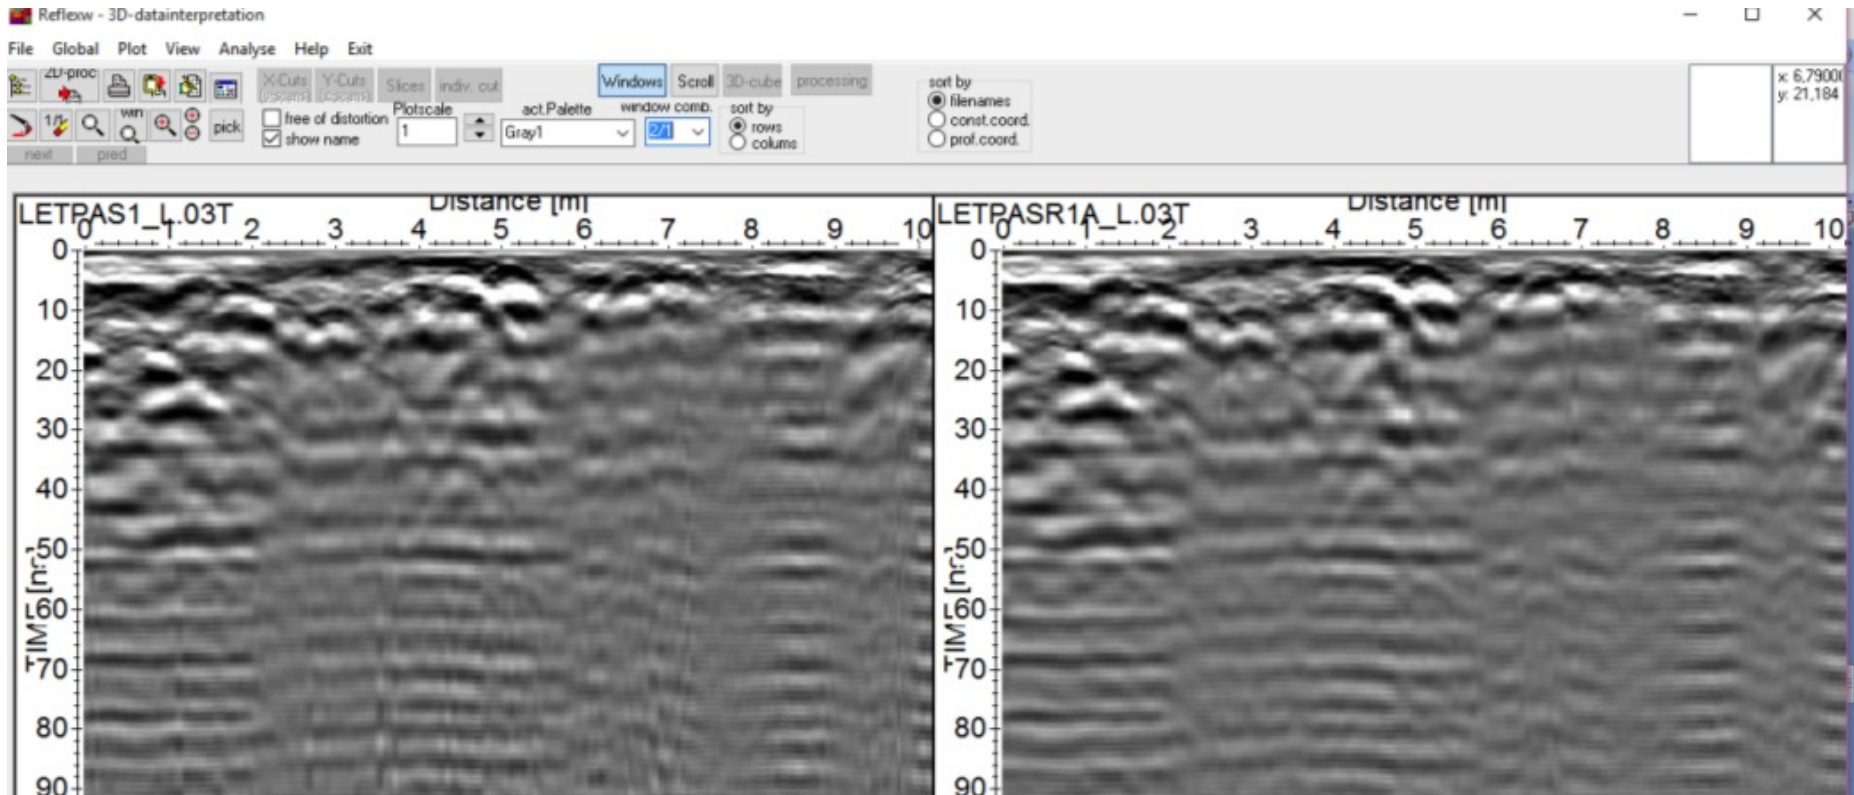 Reflexw - 3D-datainterpretation
File Global Plot View Analyse Help Exit
2D-proc X-Cuts Y-Cuts Slices indiv. cut Windows Scroll 3D-cube processing sort by x: 6,7900
filenames y: 21,184
free of distortion Plotscale act.Palette window comb. sort by const.coord.
1/2 win pick show name 1 Gray1 2/1 rows prof.coord.
colums
next pred
LETPAS1_L.03T Distance [m] LETPASR1A_L.03T Distance [m]
0 1 2 3 4 5 6 7 8 9 10 0 1 2 3 4 5 6 7 8 9 10
0 0
10 10
20 20
30 30
40 40
50 50
60 60
70 70
80 80
90 90